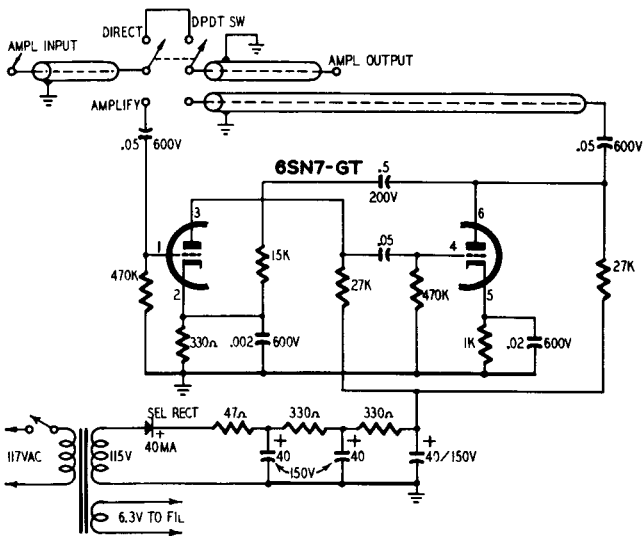 DIRECT
DPDT SW
AMPL INPUT
AMPL OUTPUT
AMPLIFY
.05 600V
.05 600V
6SN7-GT
.5
200V
3
6
1
4
2
5
15K
.05
470K
27K
470K
27K
330Ω
.002 600V
1K
.02 600V
SEL RECT
47Ω
330Ω
330Ω
+
40MA
+
+
+
117VAC
115V
40
150V
40
40/150V
6.3V TO FIL